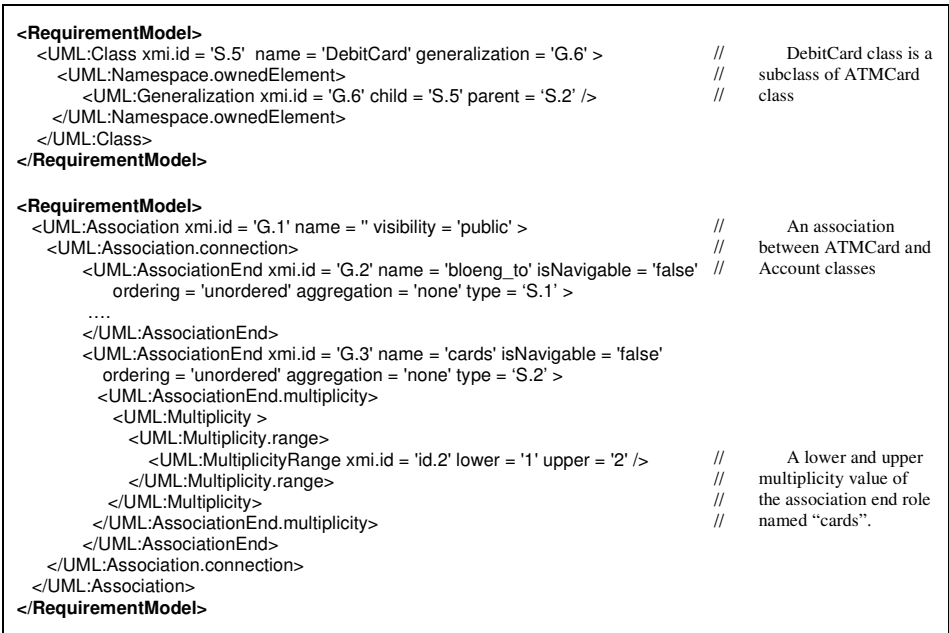 <RequirementModel>
<UML:Class xmi.id = 'S.5' name = 'DebitCard' generalization = 'G.6' > // DebitCard class is a
<UML:Namespace.ownedElement> // subclass of ATMCard
<UML:Generalization xmi.id = 'G.6' child = 'S.5' parent = ‘S.2’ /> // class
</UML:Namespace.ownedElement>
</UML:Class>
</RequirementModel>
<RequirementModel>
<UML:Association xmi.id = 'G.1' name = '' visibility = 'public' > // An association
<UML:Association.connection> // between ATMCard and
<UML:AssociationEnd xmi.id = 'G.2' name = 'bloeng_to' isNavigable = 'false' // Account classes
ordering = 'unordered' aggregation = 'none' type = ‘S.1’ >
….
</UML:AssociationEnd>
<UML:AssociationEnd xmi.id = 'G.3' name = 'cards' isNavigable = 'false'
ordering = 'unordered' aggregation = 'none' type = ‘S.2’ >
<UML:AssociationEnd.multiplicity>
<UML:Multiplicity >
<UML:Multiplicity.range>
<UML:MultiplicityRange xmi.id = 'id.2' lower = '1' upper = '2' /> // A lower and upper
</UML:Multiplicity.range> // multiplicity value of
</UML:Multiplicity> // the association end role
</UML:AssociationEnd.multiplicity> // named “cards”.
</UML:AssociationEnd>
</UML:Association.connection>
</UML:Association>
</RequirementModel>